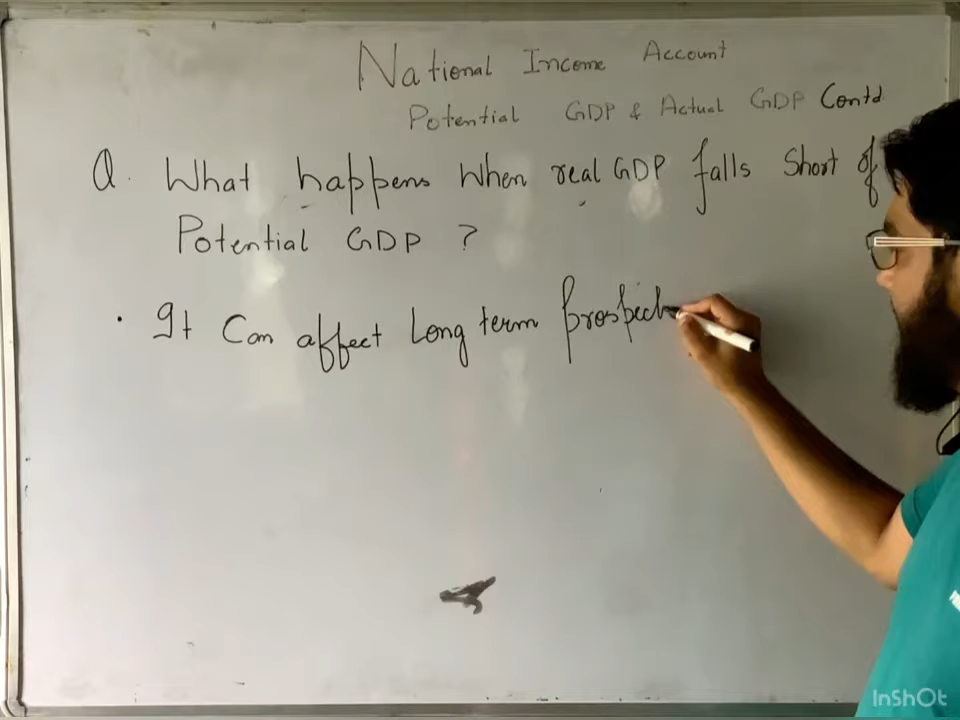 National Income Account
Potential GDP & Actual GDP Contd
Q. What happens when real GDP falls Short of
Potential GDP ?
• It Can affect Long term Prospect
InShOt